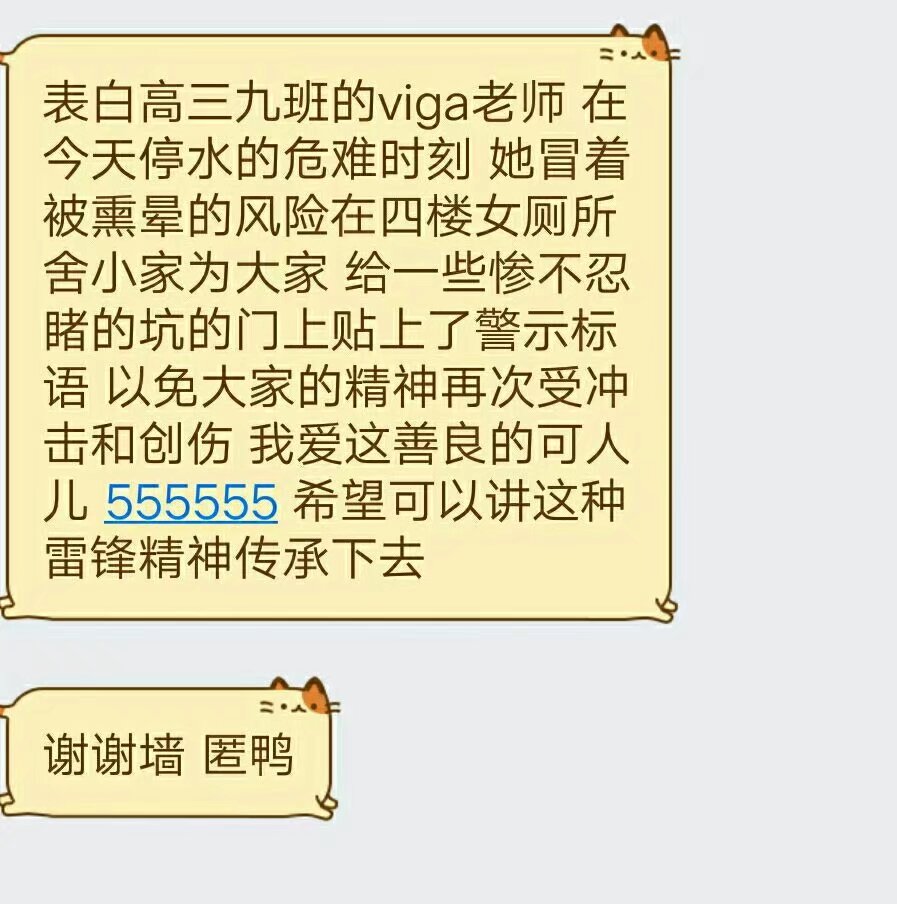 表白高三九班的viga老师 在
今天停水的危难时刻 她冒着
被熏晕的风险在四楼女厕所
舍小家为大家 给一些惨不忍
睹的坑的门上贴上了警示标
语 以免大家的精神再次受冲
击和创伤 我爱这善良的可人
儿 555555 希望可以讲这种
雷锋精神传承下去
谢谢墙 匿鸭